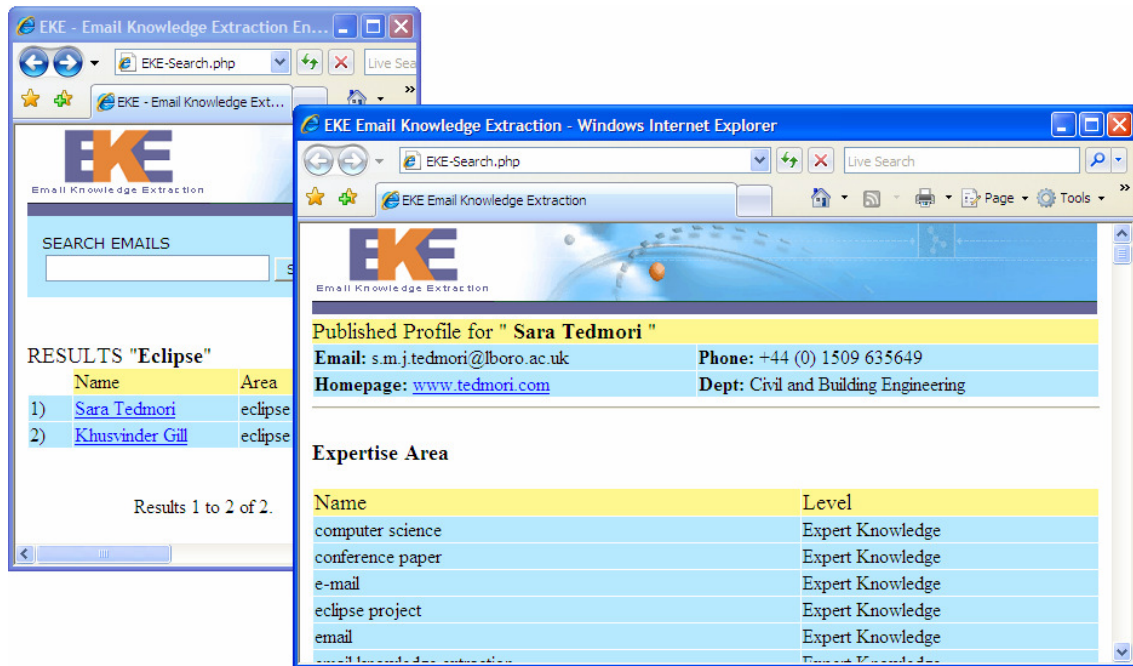 EKE - Email Knowledge Extraction En...
EKE-Search.php
Live Sea
EKE - Email Knowledge Ext...
»
EKE
Email Knowledge Extraction
SEARCH EMAILS
S
RESULTS "Eclipse"
Name Area
1) Sara Tedmori eclipse
2) Khusvinder Gill eclipse
Results 1 to 2 of 2.
EKE Email Knowledge Extraction - Windows Internet Explorer
EKE-Search.php
Live Search
EKE Email Knowledge Extraction
Page Tools »
EKE
Email Knowledge Extraction
Published Profile for " Sara Tedmori "
Email: s.m.j.tedmori@lboro.ac.uk Phone: +44 (0) 1509 635649
Homepage: www.tedmori.com Dept: Civil and Building Engineering
Expertise Area
Name Level
computer science Expert Knowledge
conference paper Expert Knowledge
e-mail Expert Knowledge
eclipse project Expert Knowledge
email Expert Knowledge
email knowledge extraction Expert Knowledge